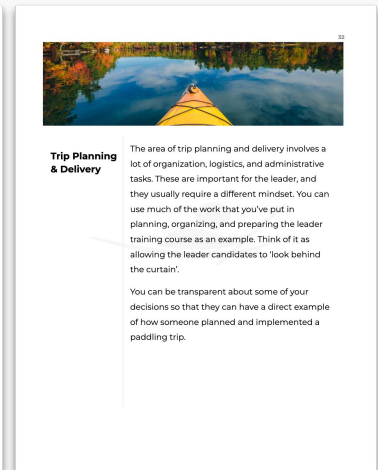 32
Trip Planning
& Delivery
The area of trip planning and delivery involves a
lot of organization, logistics, and administrative
tasks. These are important for the leader, and
they usually require a different mindset. You can
use much of the work that you've put in
planning, organizing, and preparing the leader
training course as an example. Think of it as
allowing the leader candidates to 'look behind
the curtain'.
You can be transparent about some of your
decisions so that they can have a direct example
of how someone planned and implemented a
paddling trip.